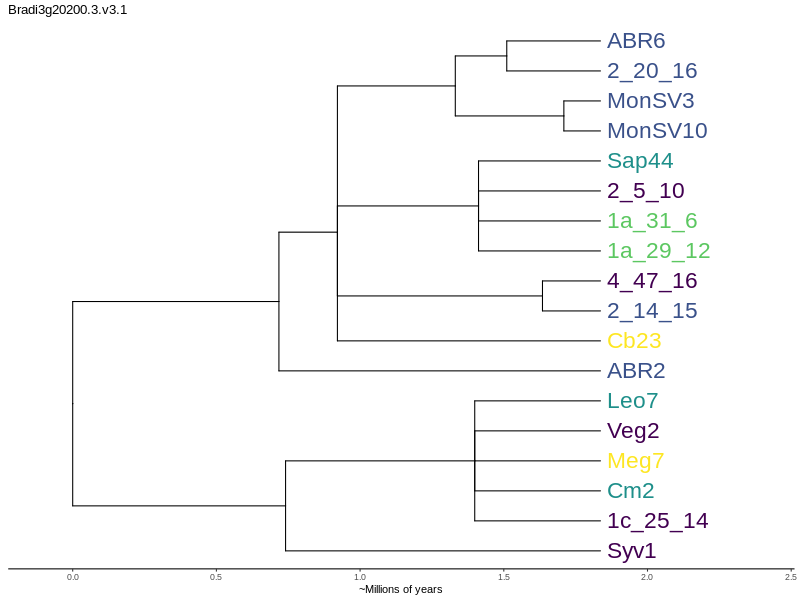 Bradi3g20200.3.v3.1
ABR6
2_20_16
MonSV3
MonSV10
Sap44
2_5_10
1a_31_6
1a_29_12
4_47_16
2_14_15
Cb23
ABR2
Leo7
Veg2
Meg7
Cm2
1c_25_14
Syv1
0.0 0.5 1.0 1.5 2.0 2.5
~Millions of years